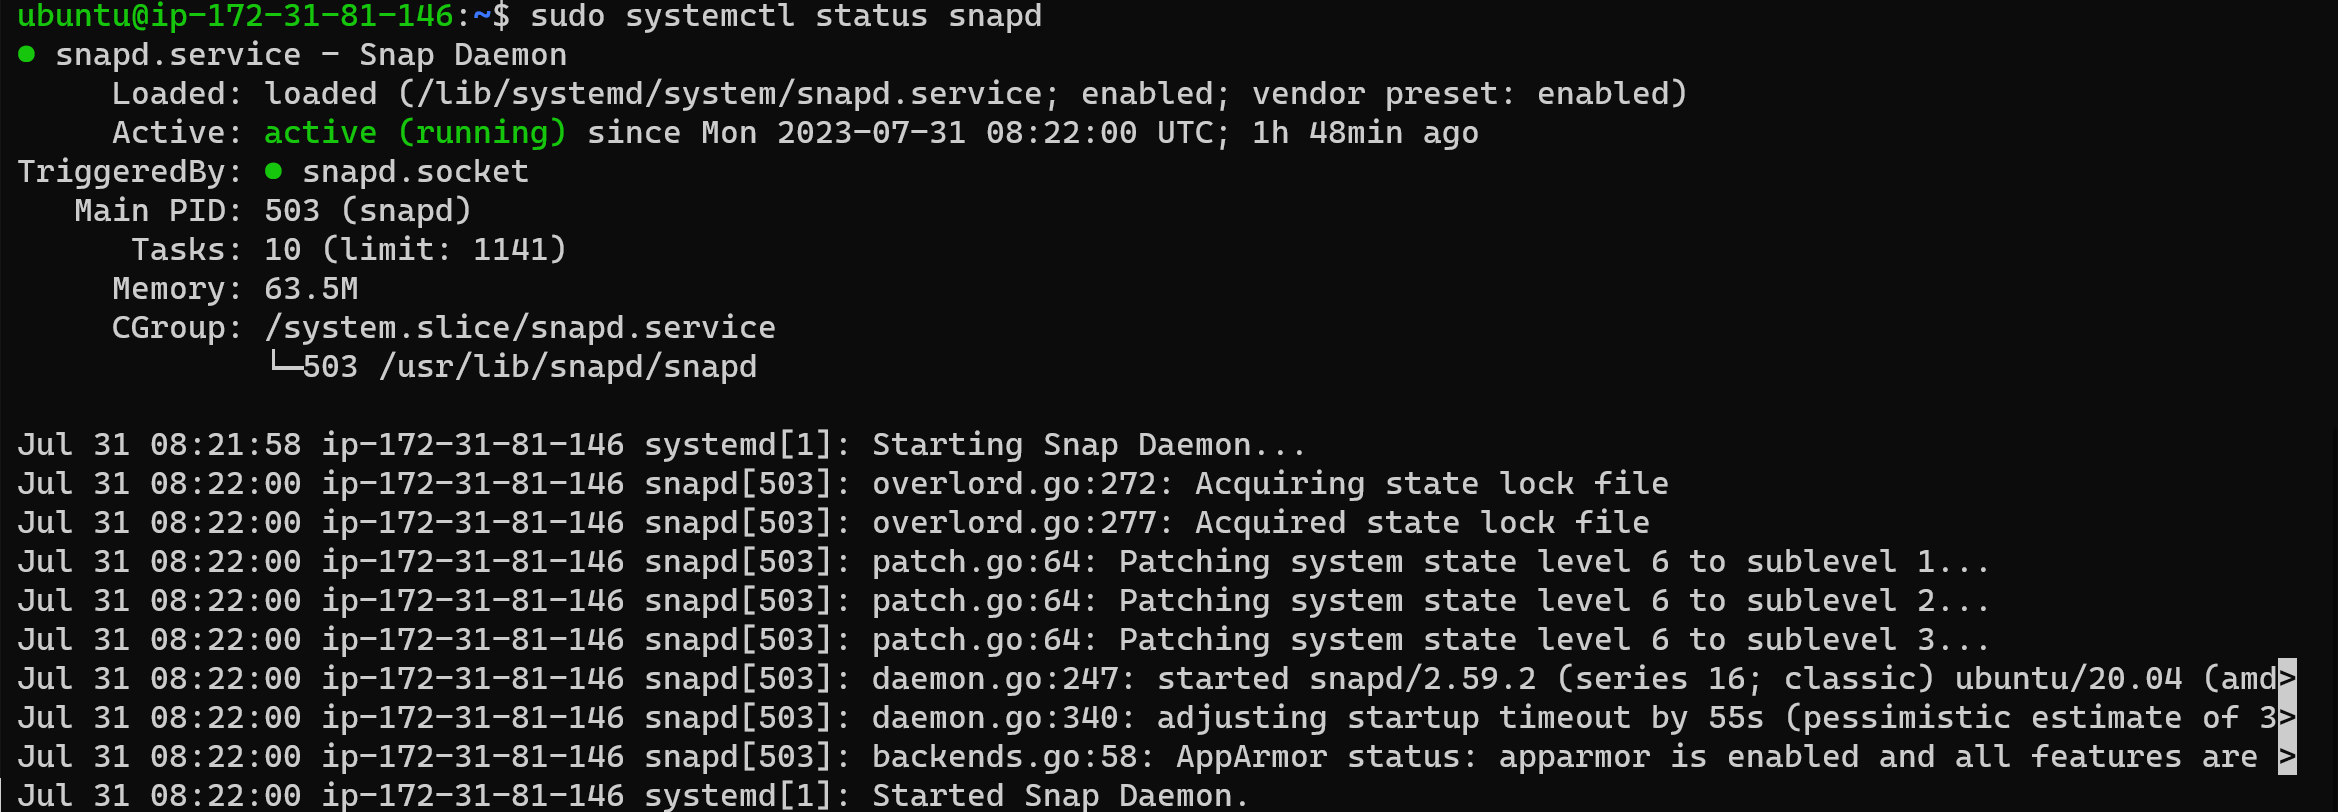 ubuntu@ip-172-31-81-146:~$ sudo systemctl status snapd
● snapd.service - Snap Daemon
     Loaded: loaded (/lib/systemd/system/snapd.service; enabled; vendor preset: enabled)
     Active: active (running) since Mon 2023-07-31 08:22:00 UTC; 1h 48min ago
TriggeredBy: ● snapd.socket
   Main PID: 503 (snapd)
      Tasks: 10 (limit: 1141)
     Memory: 63.5M
     CGroup: /system.slice/snapd.service
             └─503 /usr/lib/snapd/snapd

Jul 31 08:21:58 ip-172-31-81-146 systemd[1]: Starting Snap Daemon...
Jul 31 08:22:00 ip-172-31-81-146 snapd[503]: overlord.go:272: Acquiring state lock file
Jul 31 08:22:00 ip-172-31-81-146 snapd[503]: overlord.go:277: Acquired state lock file
Jul 31 08:22:00 ip-172-31-81-146 snapd[503]: patch.go:64: Patching system state level 6 to sublevel 1...
Jul 31 08:22:00 ip-172-31-81-146 snapd[503]: patch.go:64: Patching system state level 6 to sublevel 2...
Jul 31 08:22:00 ip-172-31-81-146 snapd[503]: patch.go:64: Patching system state level 6 to sublevel 3...
Jul 31 08:22:00 ip-172-31-81-146 snapd[503]: daemon.go:247: started snapd/2.59.2 (series 16; classic) ubuntu/20.04 (amd>
Jul 31 08:22:00 ip-172-31-81-146 snapd[503]: daemon.go:340: adjusting startup timeout by 55s (pessimistic estimate of 3>
Jul 31 08:22:00 ip-172-31-81-146 snapd[503]: backends.go:58: AppArmor status: apparmor is enabled and all features are >
Jul 31 08:22:00 ip-172-31-81-146 systemd[1]: Started Snap Daemon.